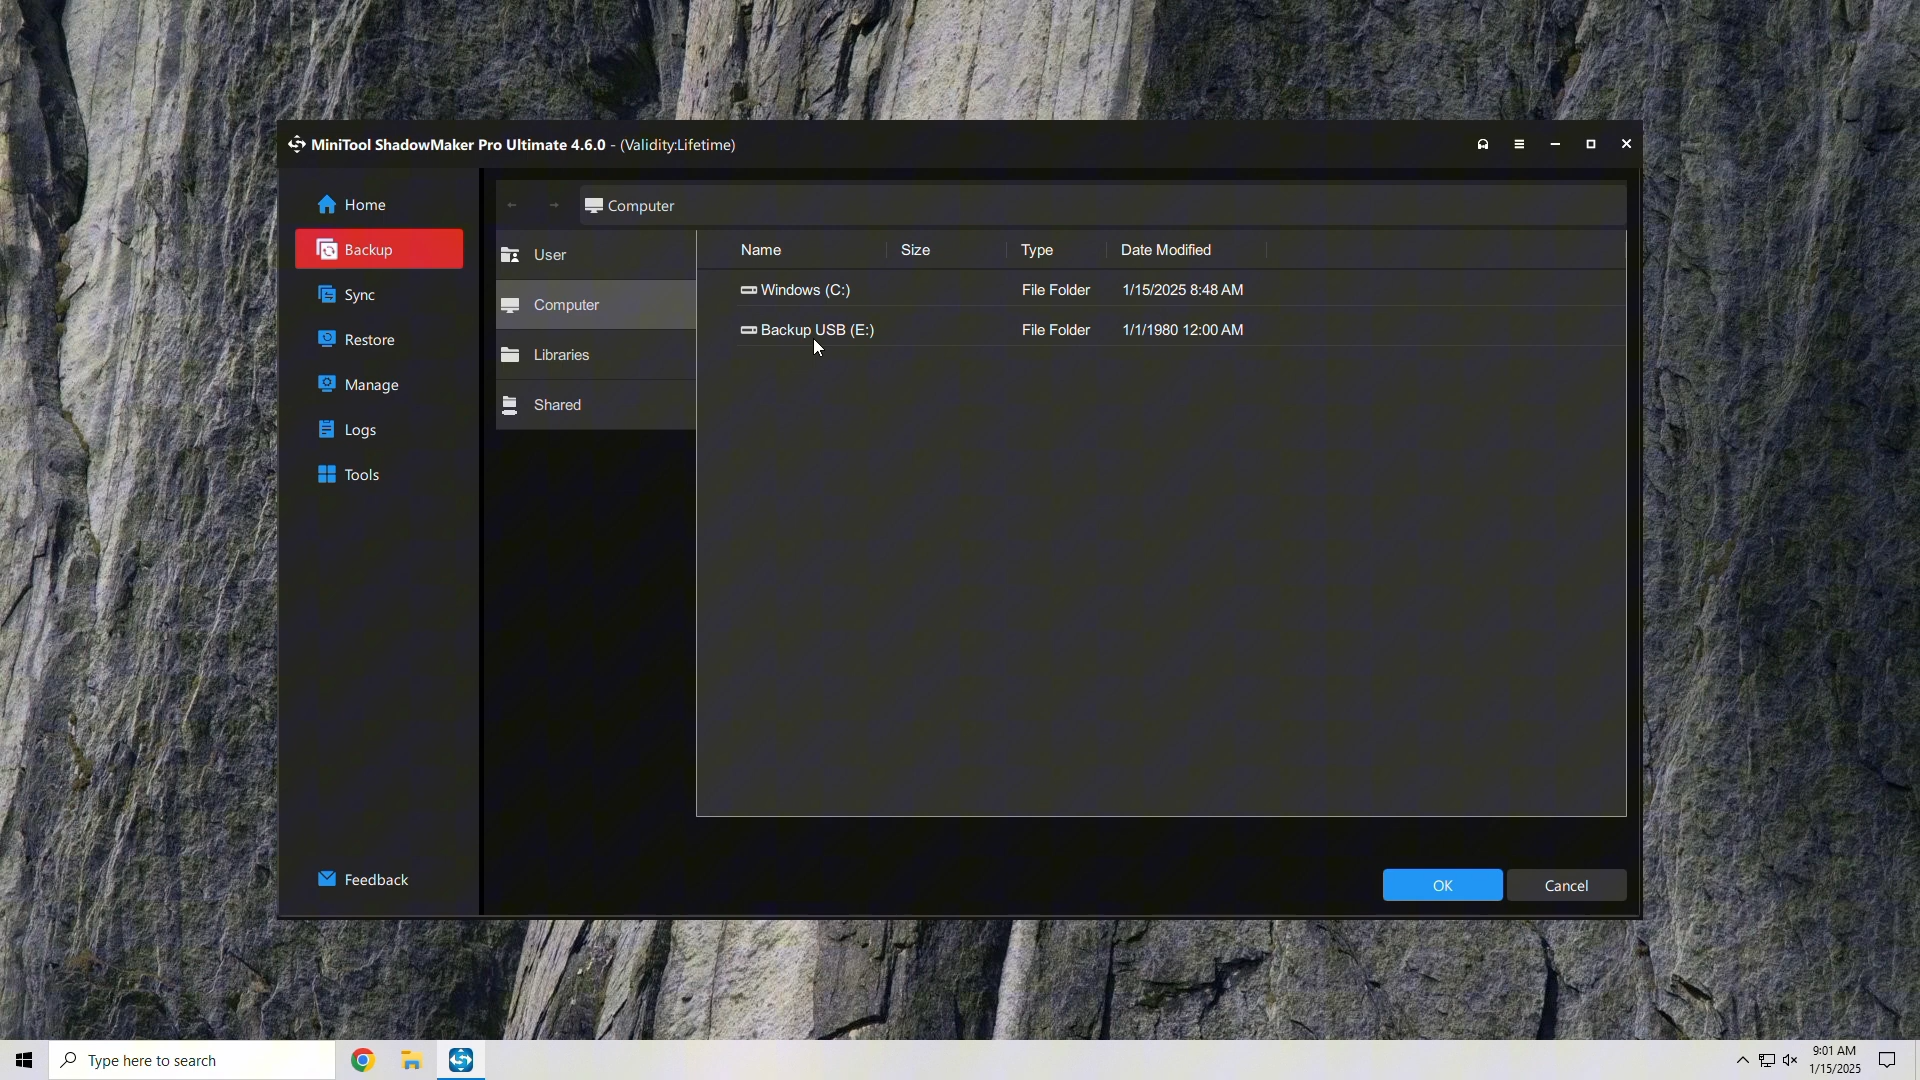 MiniTool ShadowMaker Pro Ultimate 4.6.0 - (Validity:Lifetime)
Home
Backup
Sync
Restore
Manage
Logs
Tools
Feedback
Computer
User
Computer
Libraries
Shared
Name Size Type Date Modified
Windows (C:) File Folder 1/15/2025 8:48 AM
Backup USB (E:) File Folder 1/1/1980 12:00 AM
OK Cancel
Type here to search
9:01 AM
1/15/2025